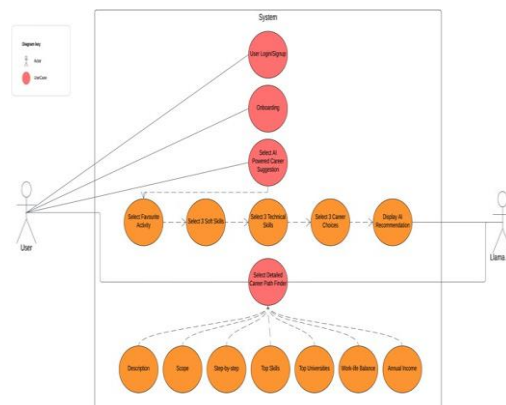 System
Diagram key
Actor
UseCase
User Login/Signup
Onboarding
Select AI
Powered Career
Suggestion
Select Favourite
Activity
Select 3 Soft Skills
Select 3 Technical
Skills
Select 3 Career
Choices
Display AI
Recommendation
User
Llama
Select Detailed
Career Path Finder
Description
Scope
Step-by-step
Top Skills
Top Universities
Work-life Balance
Annual Income